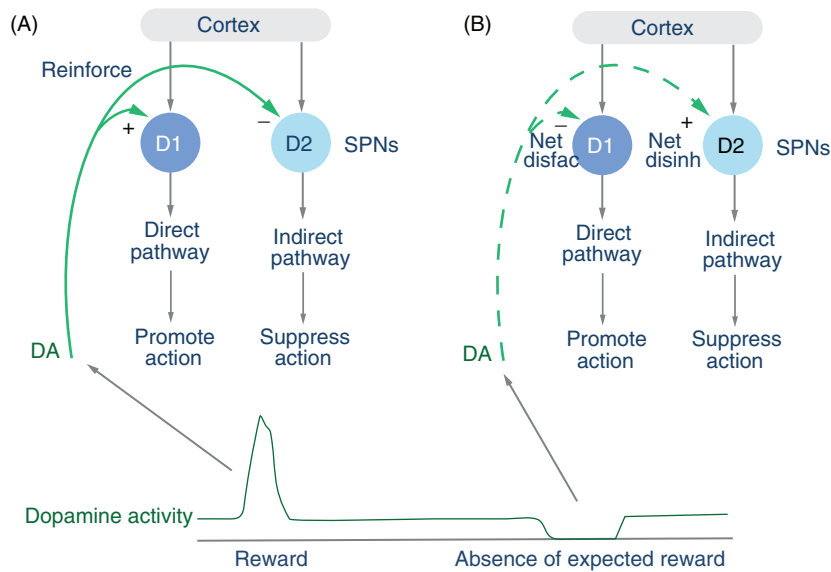 (A)
Cortex
Reinforce
+
−
D1
D2
SPNs
Direct
pathway
Indirect
pathway
Promote
action
Suppress
action
DA
(B)
Cortex
−
+
Net
disfac
D1
Net
disinh
D2
SPNs
Direct
pathway
Indirect
pathway
Promote
action
Suppress
action
DA
Dopamine activity
Reward
Absence of expected reward